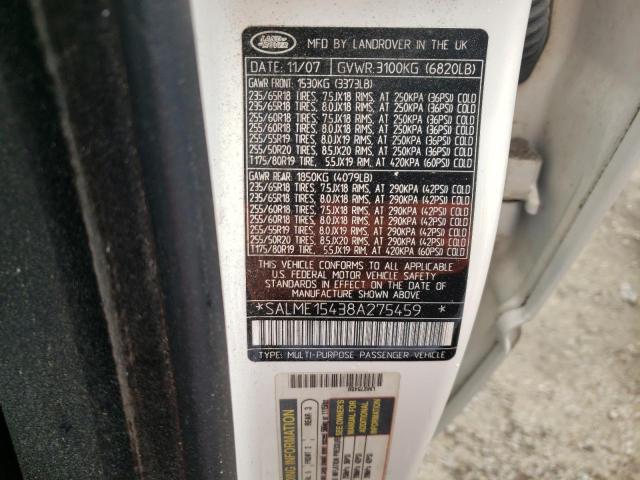 LAND ROVER
MFD BY LANDROVER IN THE UK
DATE: 11/07 GVWR:3100KG (6820LB)
GAWR FRONT: 1530KG (3373LB)
235/65R18 TIRES, 7.5JX18 RIMS, AT 250KPA (36PSI) COLD
235/65R18 TIRES, 8.0JX18 RIMS, AT 250KPA (36PSI) COLD
255/60R18 TIRES, 7.5JX18 RIMS, AT 250KPA (36PSI) COLD
255/60R18 TIRES, 8.0JX18 RIMS, AT 250KPA (36PSI) COLD
255/55R19 TIRES, 8.0JX19 RIMS, AT 250KPA (36PSI) COLD
255/50R20 TIRES, 8.5JX20 RIMS, AT 250KPA (36PSI) COLD
T175/80R19 TIRE, 5.5JX19 RIM, AT 420KPA (60PSI) COLD
GAWR REAR: 1850KG (4079LB)
235/65R18 TIRES, 7.5JX18 RIMS, AT 290KPA (42PSI) COLD
235/65R18 TIRES, 8.0JX18 RIMS, AT 290KPA (42PSI) COLD
255/60R18 TIRES, 7.5JX18 RIMS, AT 290KPA (42PSI) COLD
255/60R18 TIRES, 8.0JX18 RIMS, AT 290KPA (42PSI) COLD
255/55R19 TIRES, 8.0JX19 RIMS, AT 290KPA (42PSI) COLD
255/50R20 TIRES, 8.5JX20 RIMS, AT 290KPA (42PSI) COLD
T175/80R19 TIRE, 5.5JX19 RIM, AT 420KPA (60PSI) COLD
THIS VEHICLE CONFORMS TO ALL APPLICABLE
U.S. FEDERAL MOTOR VEHICLE SAFETY
STANDARDS IN EFFECT ON THE DATE OF
MANUFACTURE SHOWN ABOVE.
*SALME15438A275459 *
TYPE: MULTI-PURPOSE PASSENGER VEHICLE
REAR 3
SEE OWNER'S
MANUAL FOR
ADDITIONAL
INFORMATION